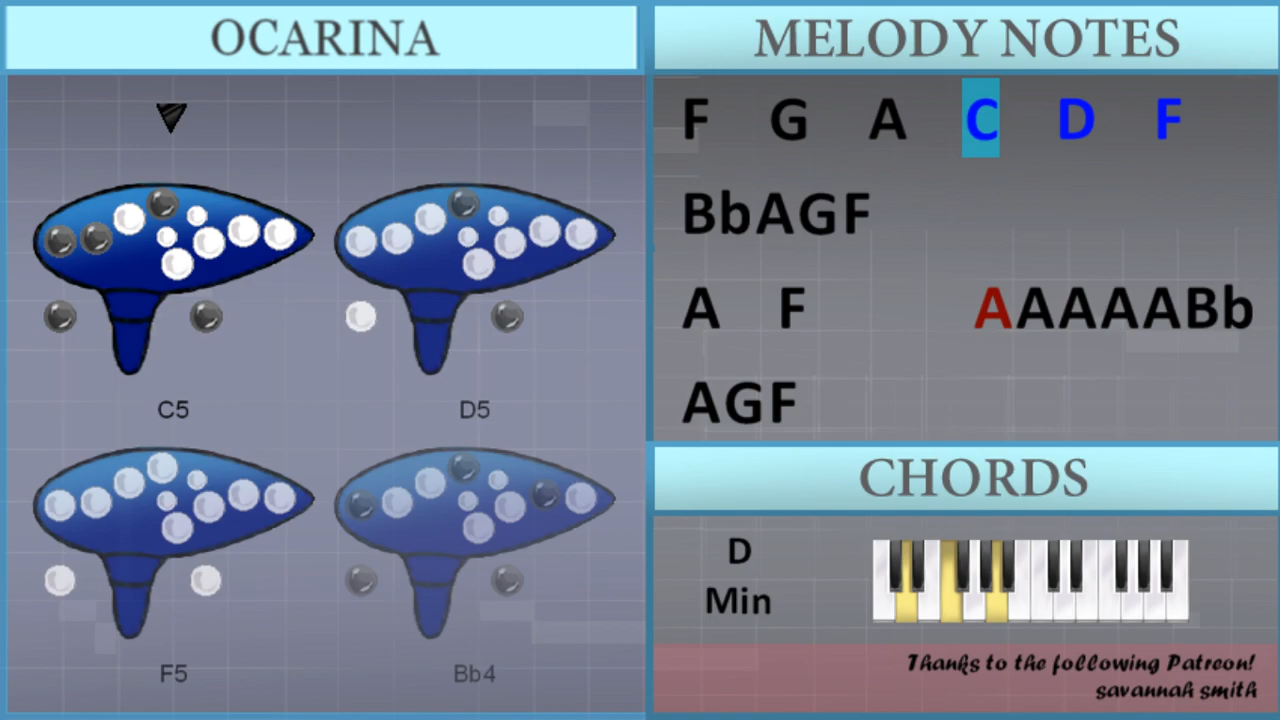 OCARINA
C5
D5
F5
Bb4
MELODY NOTES
F G A C D F
BbAGF
A F AAAAABb
AGF
CHORDS
D
Min
Thanks to the following Patreon!
savannah smith